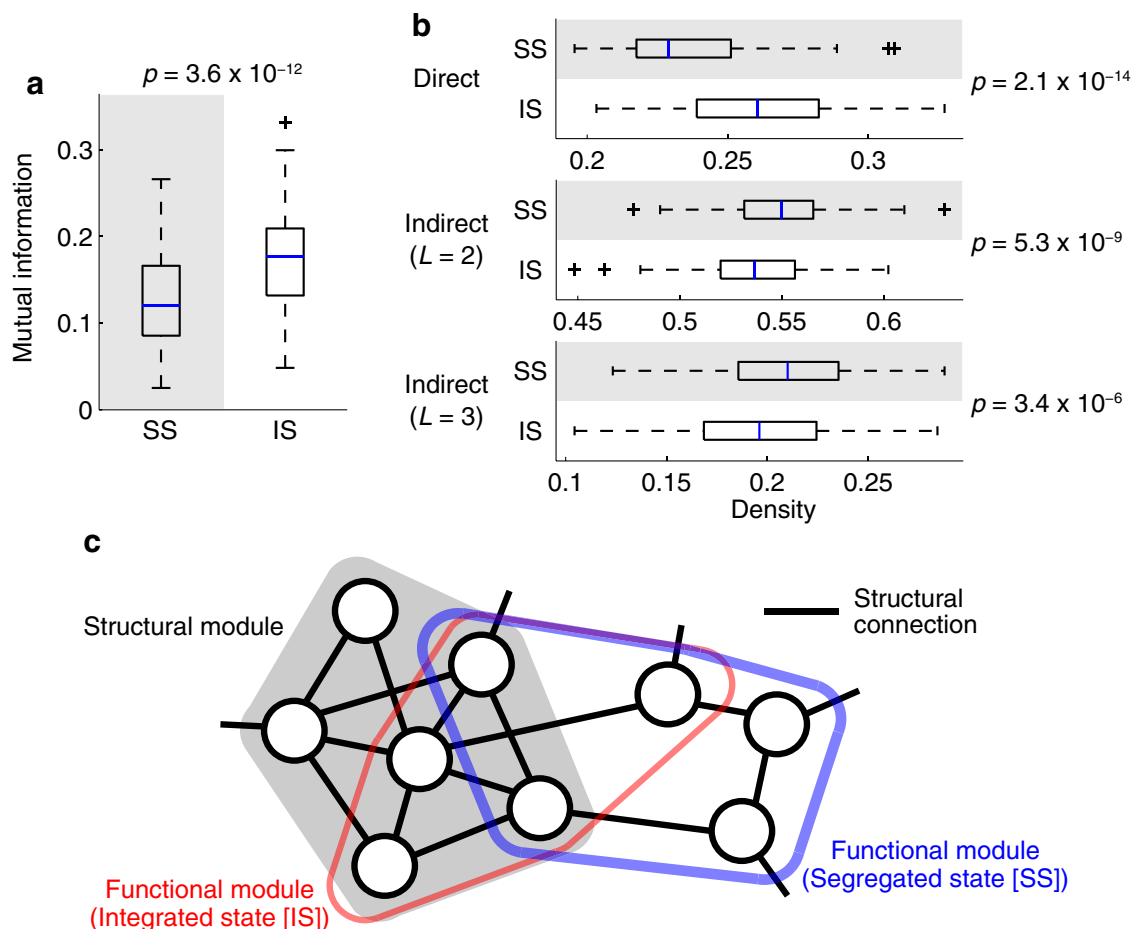 a
p = 3.6 x 10⁻¹²
Mutual information
0.3
0.2
0.1
0
SS
IS
b
Direct
SS
IS
p = 2.1 x 10⁻¹⁴
0.2
0.25
0.3
Indirect
(L = 2)
SS
IS
p = 5.3 x 10⁻⁹
0.45
0.5
0.55
0.6
Indirect
(L = 3)
SS
IS
p = 3.4 x 10⁻⁶
0.1
0.15
0.2
0.25
Density
c
Structural module
Structural
connection
Functional module
(Integrated state [IS])
Functional module
(Segregated state [SS])